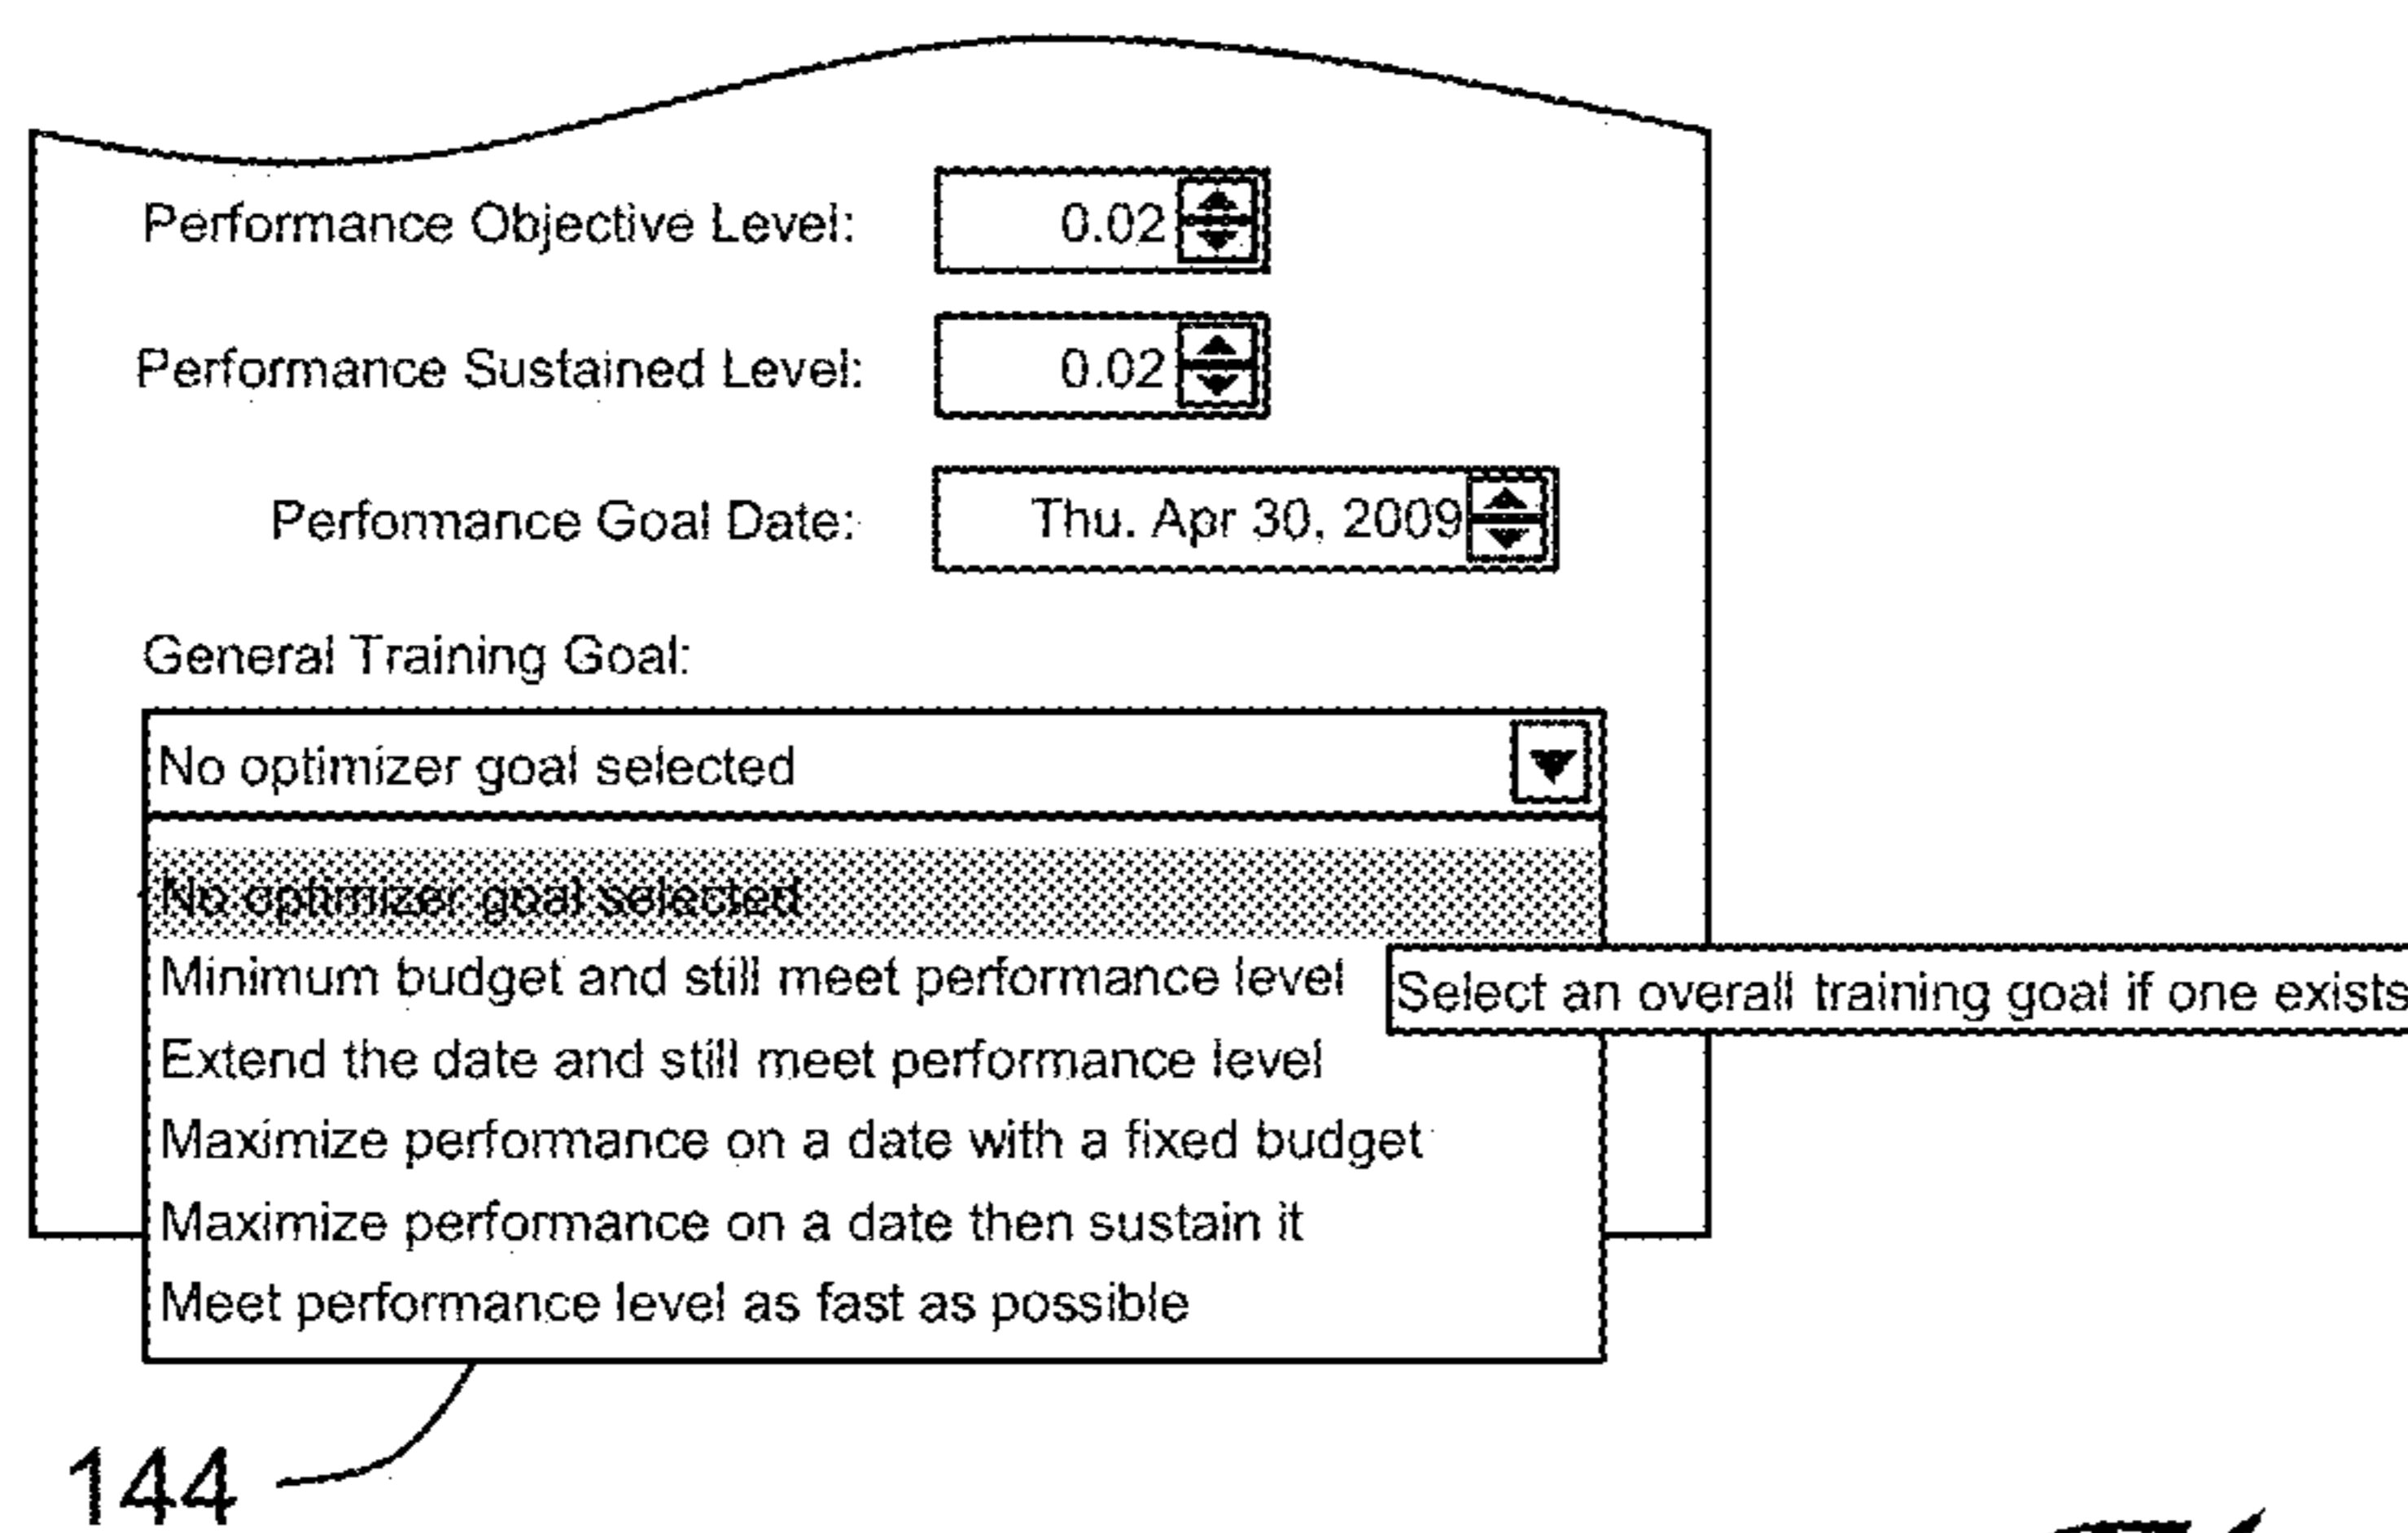 Performance Objective Level: 0.02
Performance Sustained Level: 0.02
Performance Goal Date: Thu. Apr 30, 2009
General Training Goal:
No optimizer goal selected
No optimizer goal selected
Minimum budget and still meet performance level
Select an overall training goal if one exists
Extend the date and still meet performance level
Maximize performance on a date with a fixed budget
Maximize performance on a date then sustain it
Meet performance level as fast as possible
144